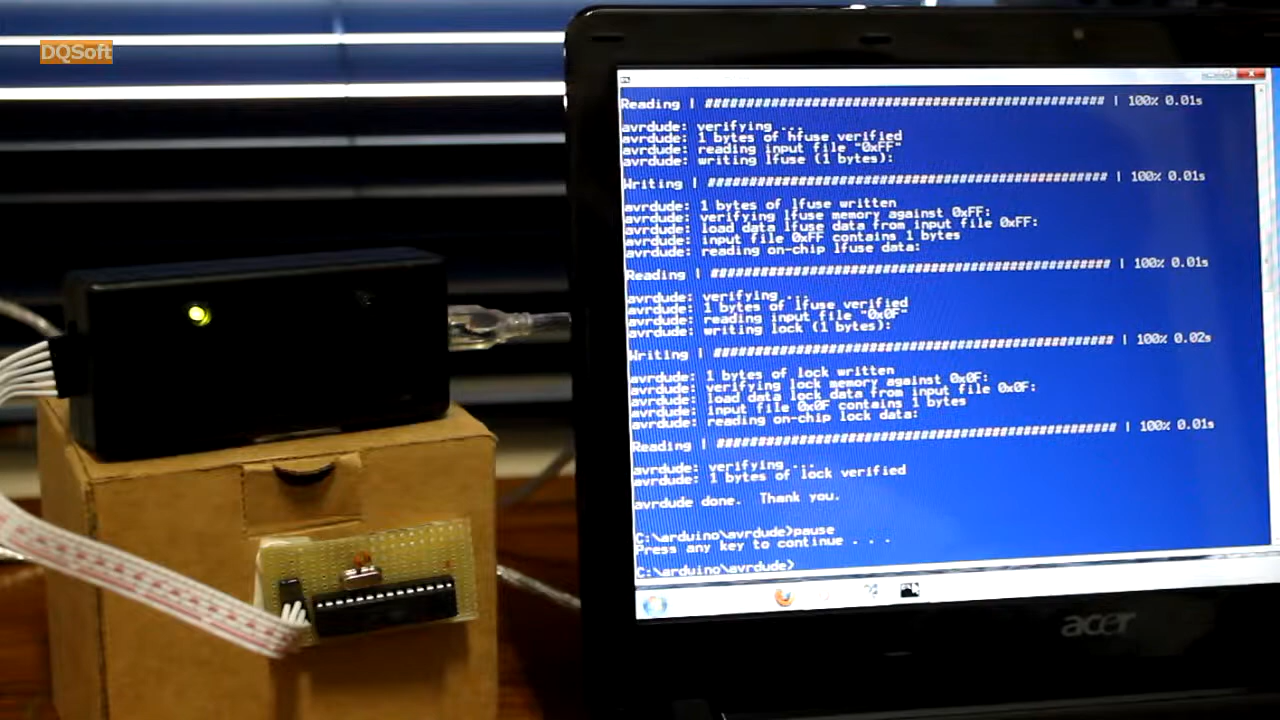 DQSoft
Reading | ################################################## | 100% 0.01s
avrdude: verifying ...
avrdude: 1 bytes of hfuse verified
avrdude: reading input file "0xFF"
avrdude: writing lfuse (1 bytes):
Writing | ################################################## | 100% 0.01s
avrdude: 1 bytes of lfuse written
avrdude: verifying lfuse memory against 0xFF:
avrdude: load data lfuse data from input file 0xFF:
avrdude: input file 0xFF contains 1 bytes
avrdude: reading on-chip lfuse data:
Reading | ################################################## | 100% 0.01s
avrdude: verifying ...
avrdude: 1 bytes of lfuse verified
avrdude: reading input file "0x0F"
avrdude: writing lock (1 bytes):
Writing | ################################################## | 100% 0.02s
avrdude: 1 bytes of lock written
avrdude: verifying lock memory against 0x0F:
avrdude: load data lock data from input file 0x0F:
avrdude: input file 0x0F contains 1 bytes
avrdude: reading on-chip lock data:
Reading | ################################################## | 100% 0.01s
avrdude: verifying ...
avrdude: 1 bytes of lock verified
avrdude done.  Thank you.
C:\arduino\avrdude>pause
Press any key to continue . . .
C:\arduino\avrdude>
acer